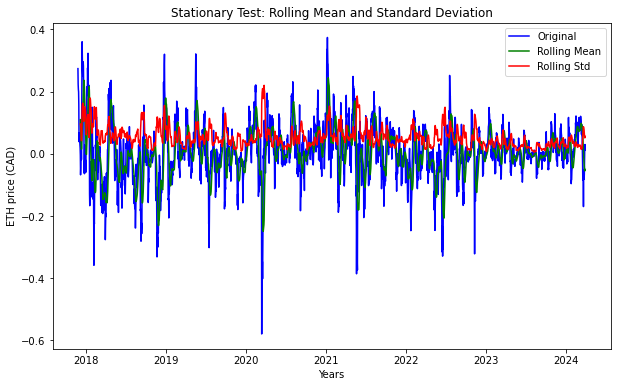 Stationary Test: Rolling Mean and Standard Deviation
Original
Rolling Mean
Rolling Std
ETH price (CAD)
0.4
0.2
0.0
−0.2
−0.4
−0.6
2018 2019 2020 2021 2022 2023 2024
Years